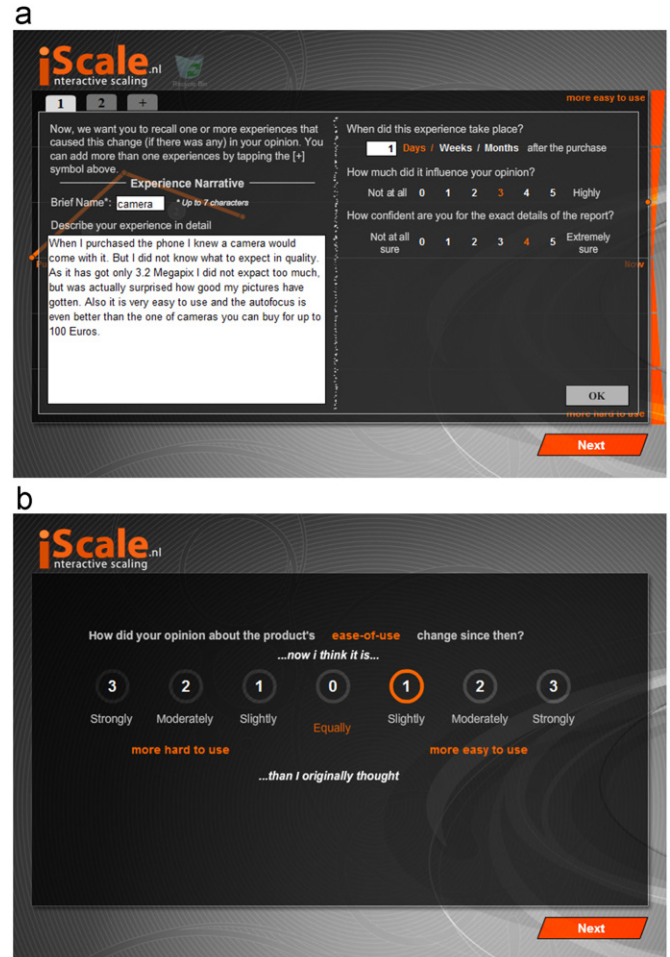 a
iScale.nl
nteractive scaling
1 2 +
more easy to use
Now, we want you to recall one or more experiences that
caused this change (if there was any) in your opinion. You
can add more than one experiences by tapping the [+]
symbol above.
Experience Narrative
Brief Name*: camera * Up to 7 characters
Describe your experience in detail
When I purchased the phone I knew a camera would
come with it. But I did not know what to expect in quality.
As it has got only 3.2 Megapix I did not expact too much,
but was actually surprised how good my pictures have
gotten. Also it is very easy to use and the autofocus is
even better than the one of cameras you can buy for up to
100 Euros.
When did this experience take place?
1 Days / Weeks / Months after the purchase
How much did it influence your opinion?
Not at all 0 1 2 3 4 5 Highly
How confident are you for the exact details of the report?
Not at all sure 0 1 2 3 4 5 Extremely sure
Now
OK
more hard to use
Next
b
iScale.nl
nteractive scaling
How did your opinion about the product's ease-of-use change since then?
...now i think it is...
3 2 1 0 1 2 3
Strongly Moderately Slightly Equally Slightly Moderately Strongly
more hard to use more easy to use
...than I originally thought
Next